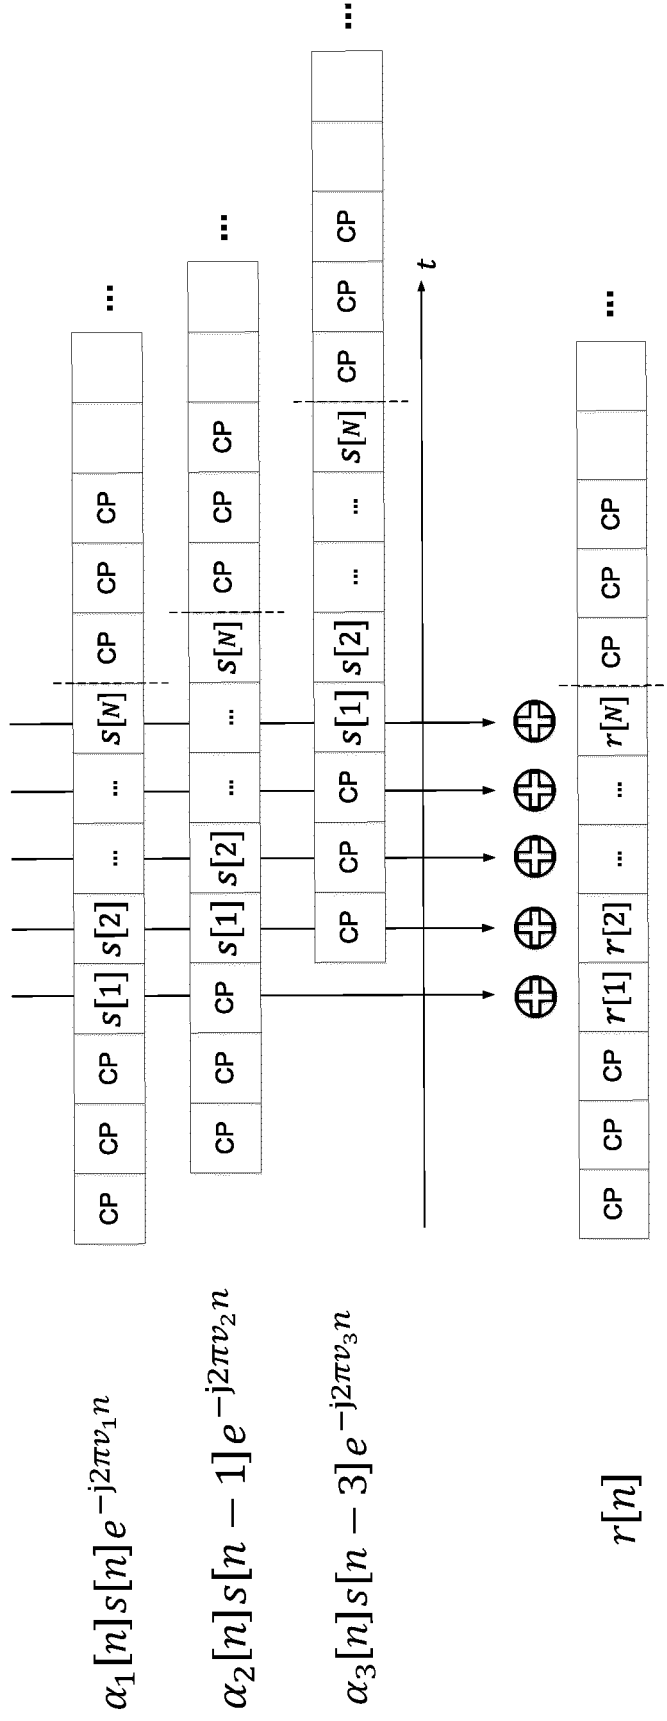 α₁[n]s[n]e^{−j2πv₁n} CP CP CP s[1] s[2] ... ... s[N] CP CP CP ...
α₂[n]s[n − 1]e^{−j2πv₂n} CP CP CP s[1] s[2] ... ... s[N] CP CP CP ...
α₃[n]s[n − 3]e^{−j2πv₃n} CP CP CP s[1] s[2] ... ... s[N] CP CP CP ...
t
r[n] CP CP CP r[1] r[2] ... ... r[N] CP CP CP ...